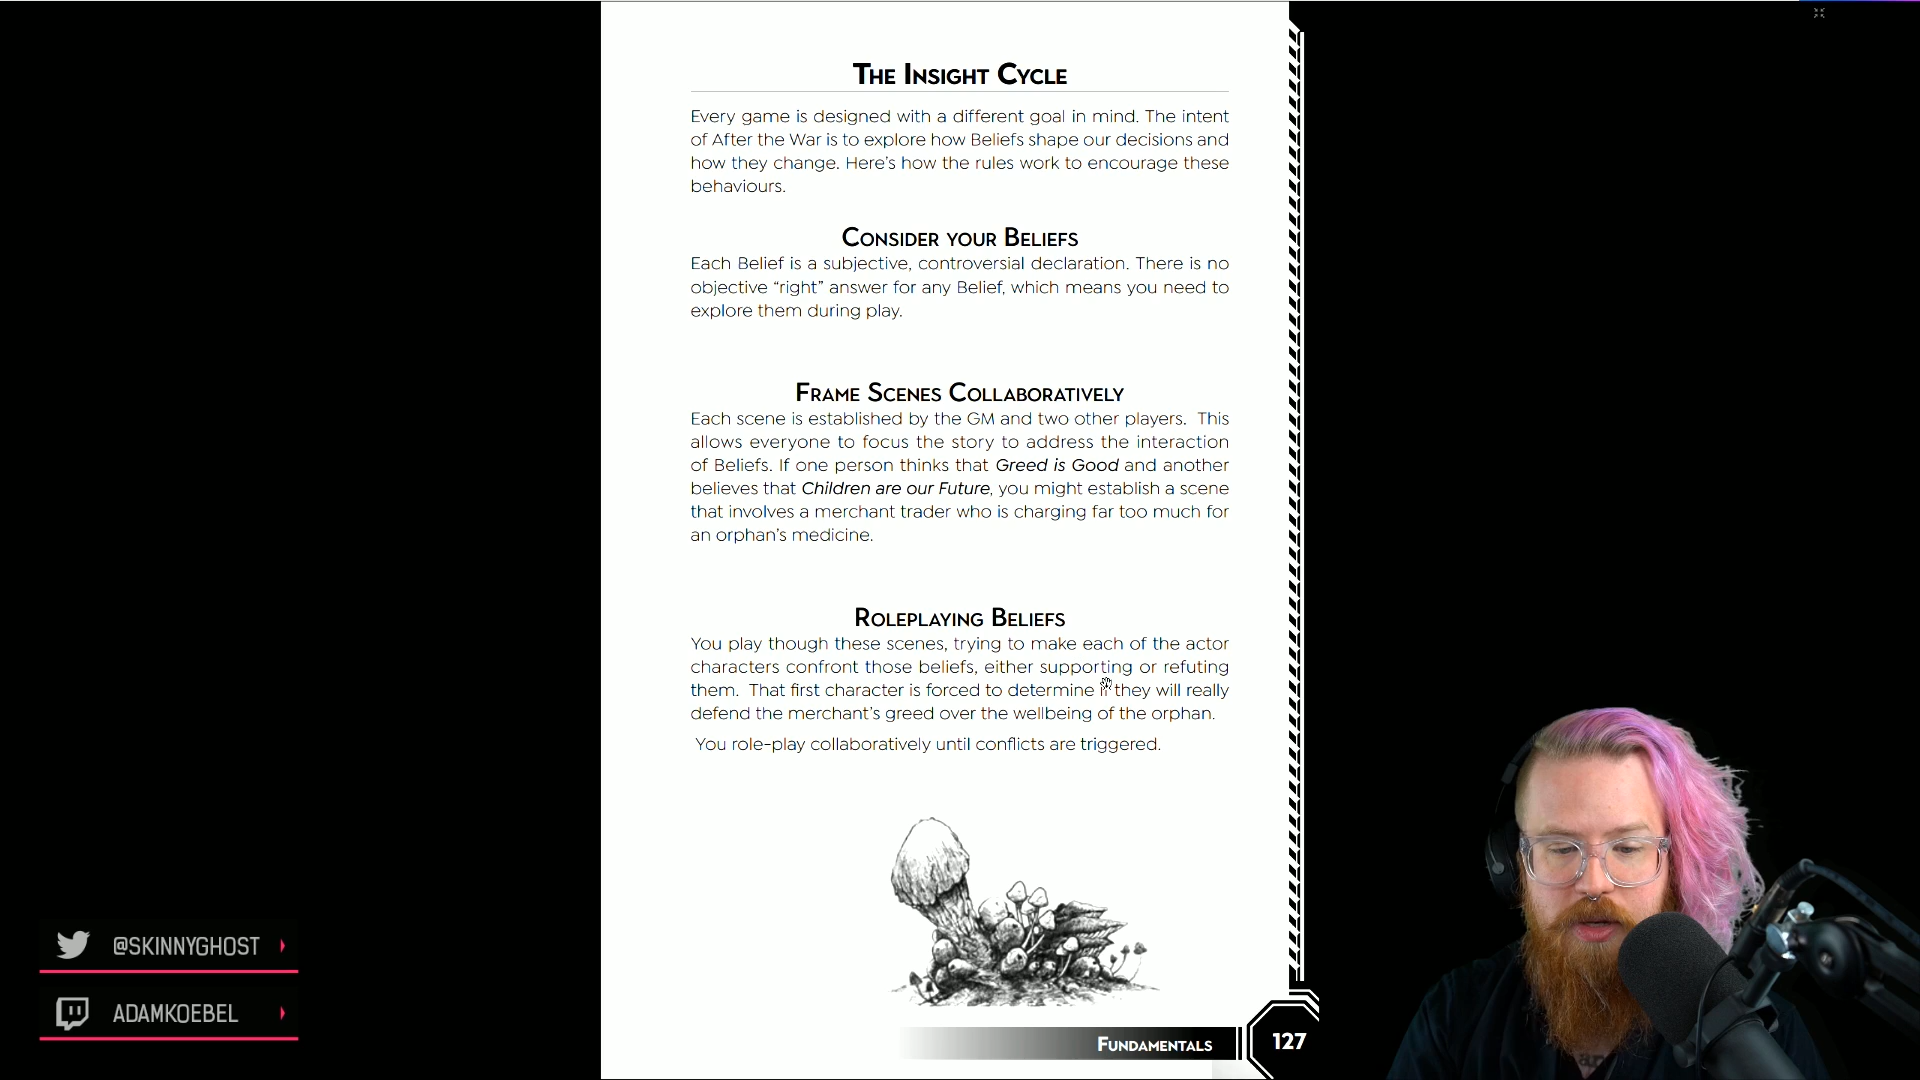 The Insight Cycle
Every game is designed with a different goal in mind. The intent
of After the War is to explore how Beliefs shape our decisions and
how they change. Here's how the rules work to encourage these
behaviours.
Consider your Beliefs
Each Belief is a subjective, controversial declaration. There is no
objective “right” answer for any Belief, which means you need to
explore them during play.
Frame Scenes Collaboratively
Each scene is established by the GM and two other players. This
allows everyone to focus the story to address the interaction
of Beliefs. If one person thinks that Greed is Good and another
believes that Children are our Future, you might establish a scene
that involves a merchant trader who is charging far too much for
an orphan's medicine.
Roleplaying Beliefs
You play though these scenes, trying to make each of the actor
characters confront those beliefs, either supporting or refuting
them. That first character is forced to determine if they will really
defend the merchant's greed over the wellbeing of the orphan.
You role-play collaboratively until conflicts are triggered.
Fundamentals
127
@SKINNYGHOST
ADAMKOEBEL